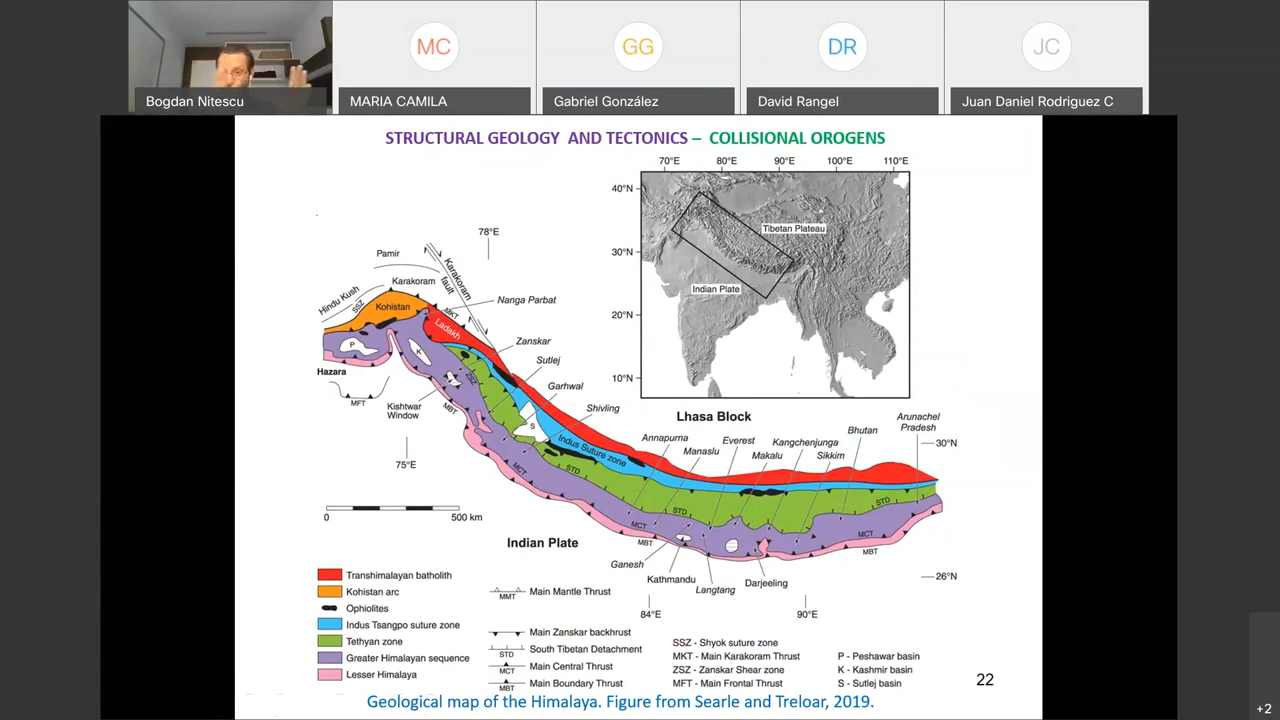 MC
GG
DR
JC
Bogdan Nitescu
MARIA CAMILA
Gabriel González
David Rangel
Juan Daniel Rodriguez C
STRUCTURAL GEOLOGY AND TECTONICS – COLLISIONAL OROGENS
70°E
80°E
90°E
100°E
110°E
40°N
30°N
20°N
10°N
Tibetan Plateau
Indian Plate
78°E
Pamir
Karakoram
Karakoram fault
Hindu Kush
SSZ
Kohistan
MKT
Nanga Parbat
Ladakh
Zanskar
Sutlej
Garhwal
Shivling
P
K
ZSZ
Hazara
MFT
Kishtwar
Window
MBT
S
75°E
Indus Suture zone
STD
MCT
Lhasa Block
Annapurna
Manaslu
Everest
Makalu
Kangchenjunga
Sikkim
Bhutan
Arunachel
Pradesh
30°N
STD
STD
MCT
MBT
MCT
MBT
0
500 km
Indian Plate
Ganesh
Kathmandu
Langtang
Darjeeling
26°N
84°E
90°E
Transhimalayan batholith
Kohistan arc
Ophiolites
Indus Tsangpo suture zone
Tethyan zone
Greater Himalayan sequence
Lesser Himalaya
MMT
Main Mantle Thrust
Main Zanskar backhrust
STD
South Tibetan Detachment
MCT
Main Central Thrust
MBT
Main Boundary Thrust
SSZ - Shyok suture zone
MKT - Main Karakoram Thrust
ZSZ - Zanskar Shear zone
MFT - Main Frontal Thrust
P - Peshawar basin
K - Kashmir basin
S - Sutlej basin
22
Geological map of the Himalaya. Figure from Searle and Treloar, 2019.
+2